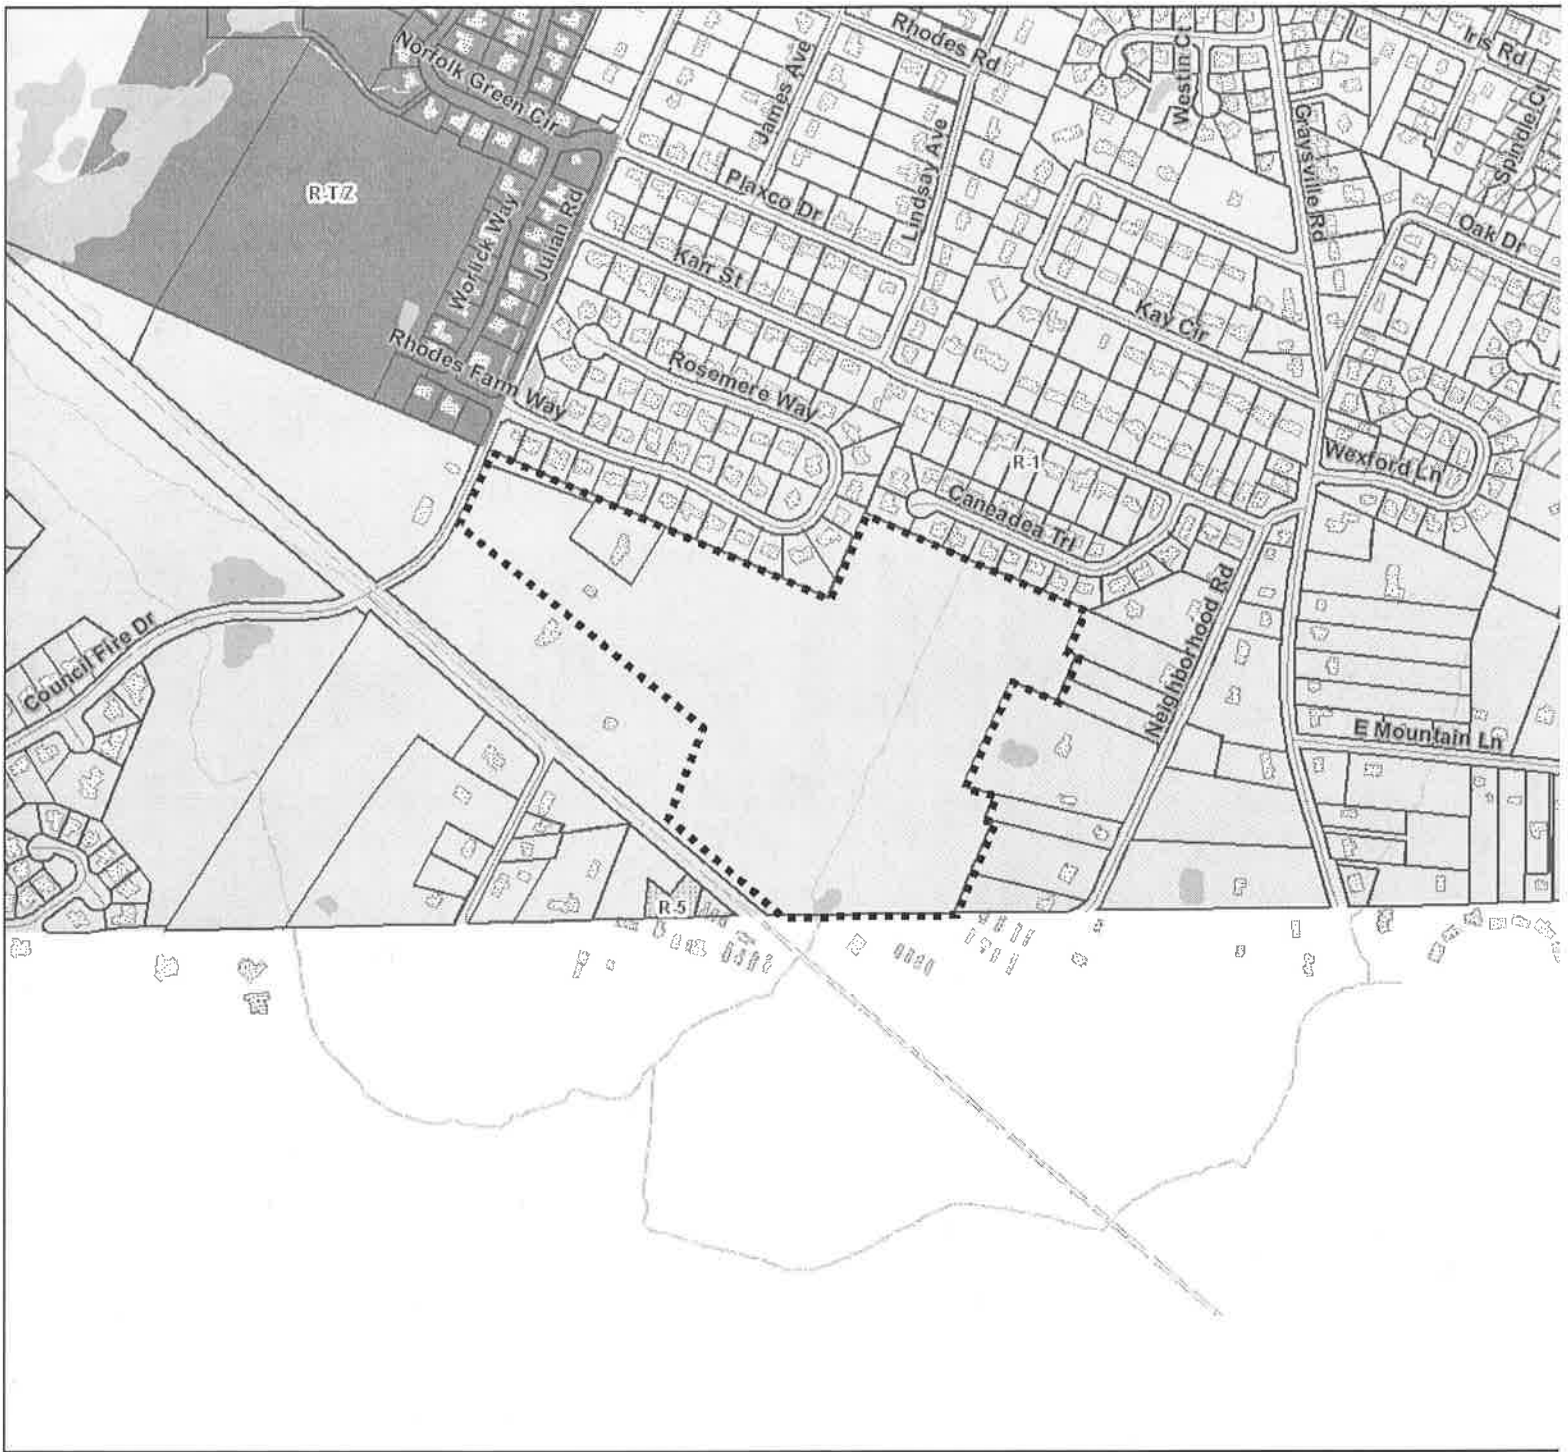 Norfolk Green Cir
James Ave
Rhodes Rd
Westin Ct
Iris Rd
Graysville Rd
Spindle Ct
R-T/Z
Plaxco Dr
Lindsay Ave
Oak Dr
Worlick Way
Julian Rd
Karr St
Kay Cir
Rhodes Farm Way
Rosemere Way
R-1
Wexford Ln
Caneadea Trl
Neighborhood Rd
Council Fire Dr
E Mountain Ln
R-5